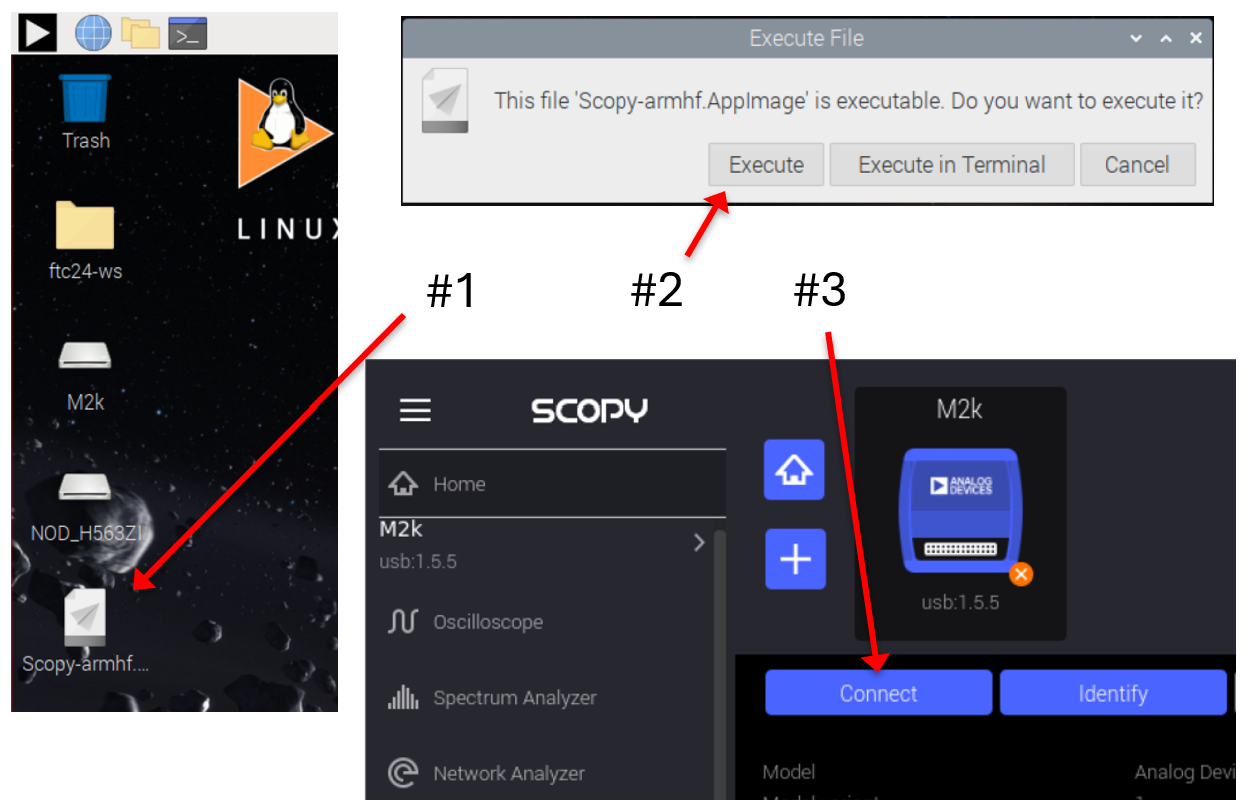 Trash
LINUX
ftc24-ws
M2k
NOD_H563ZI
Scopy-armhf....
Execute File
This file 'Scopy-armhf.AppImage' is executable. Do you want to execute it?
Execute
Execute in Terminal
Cancel
#1
#2
#3
SCOPY
Home
M2k
usb:1.5.5
Oscilloscope
Spectrum Analyzer
Network Analyzer
M2k
ANALOG
DEVICES
usb:1.5.5
Connect
Identify
Model
Analog Devi